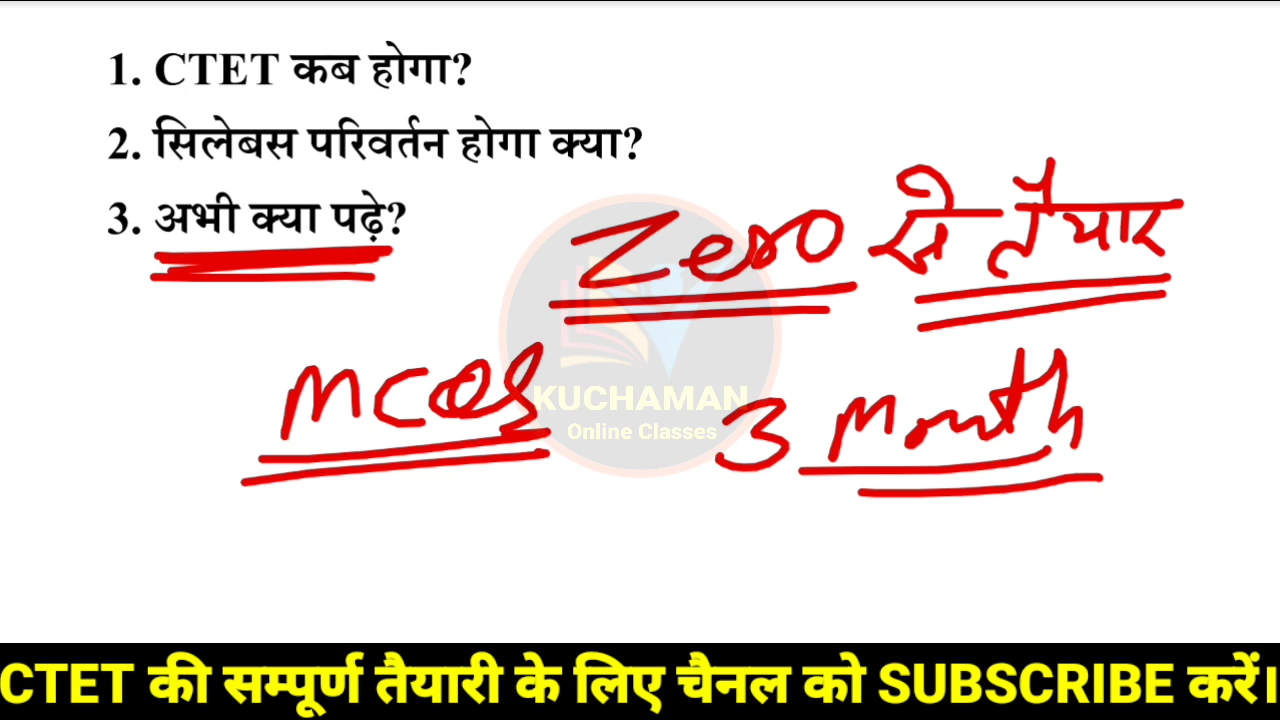 1. CTET कब होगा?
2. सिलेबस परिवर्तन होगा क्या?
3. अभी क्या पढ़े?
Zero से तैयार
MCQs
3 Month
KUCHAMAN
Online Classes
CTET की सम्पूर्ण तैयारी के लिए चैनल को SUBSCRIBE करें।